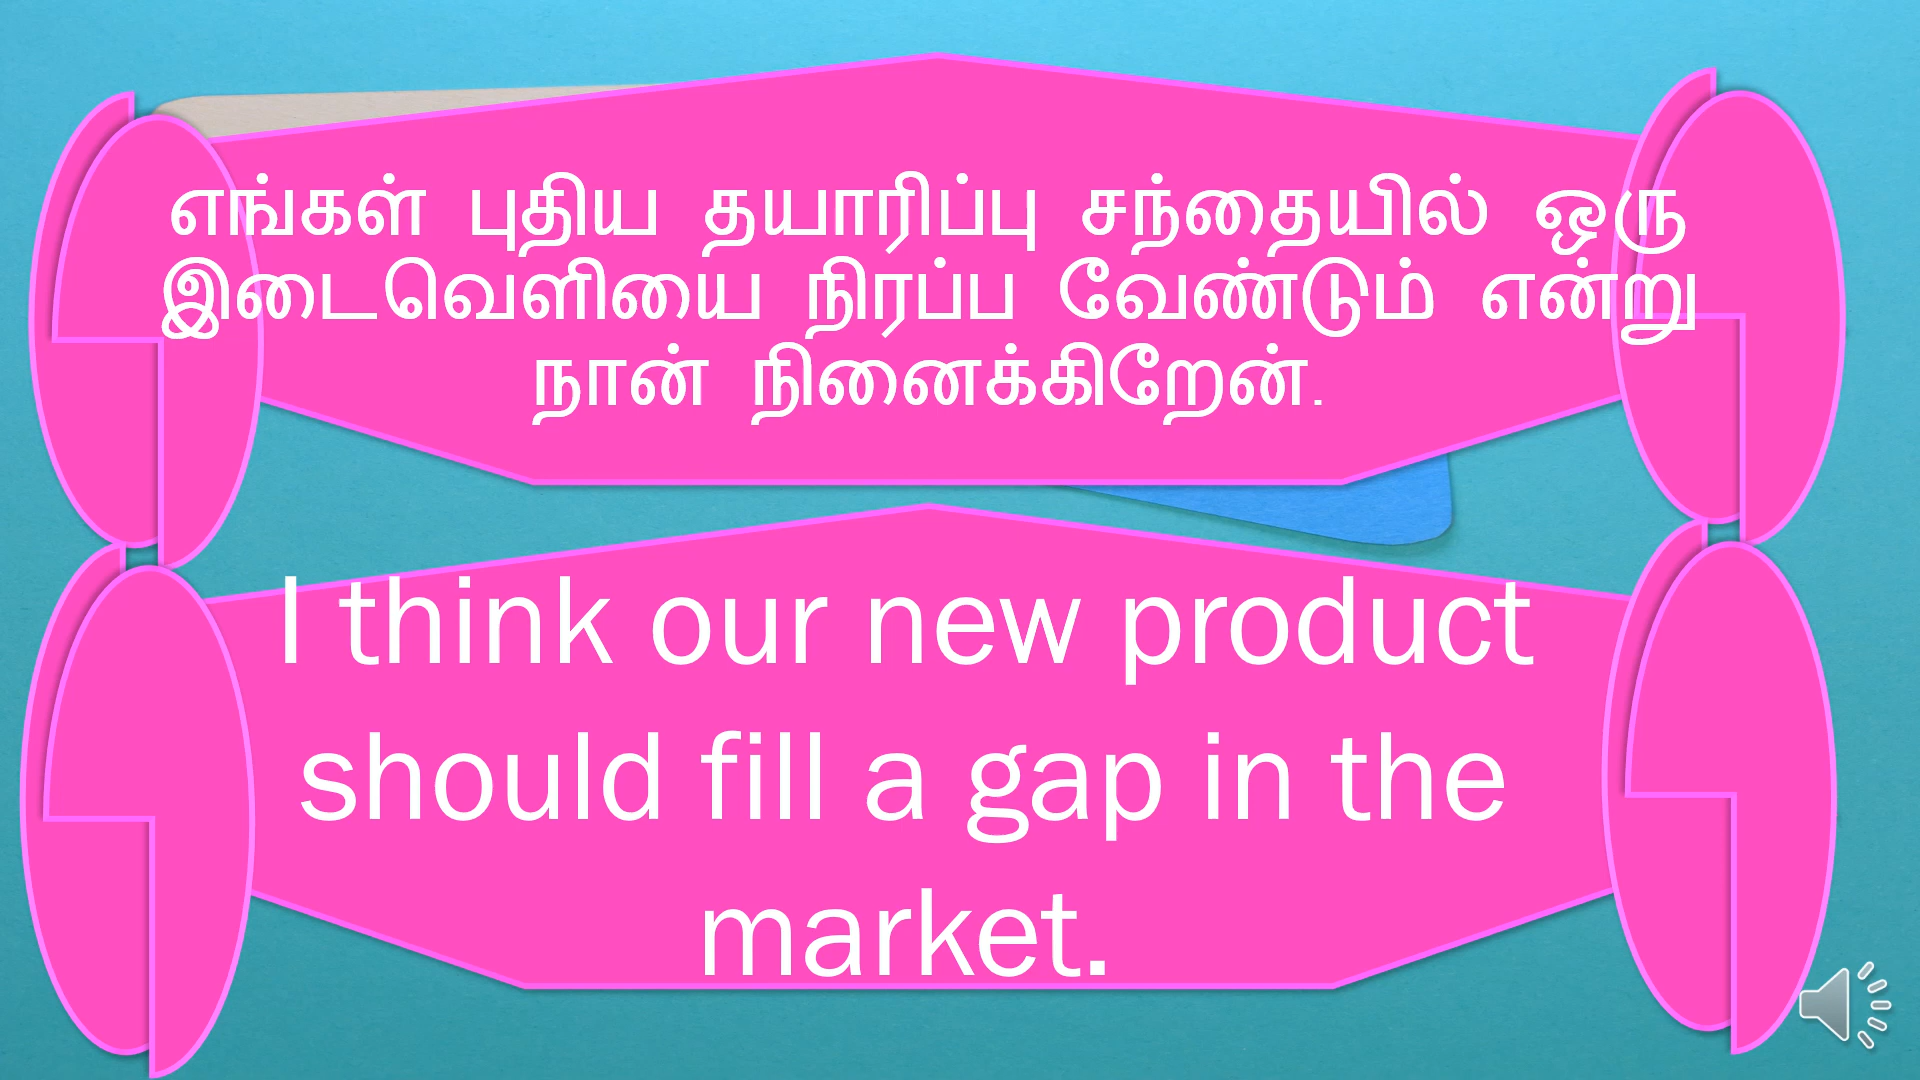 எங்கள் புதிய தயாரிப்பு சந்தையில் ஒரு
இடைவெளியை நிரப்ப வேண்டும் என்று
நான் நினைக்கிறேன்.
I think our new product
should fill a gap in the
market.